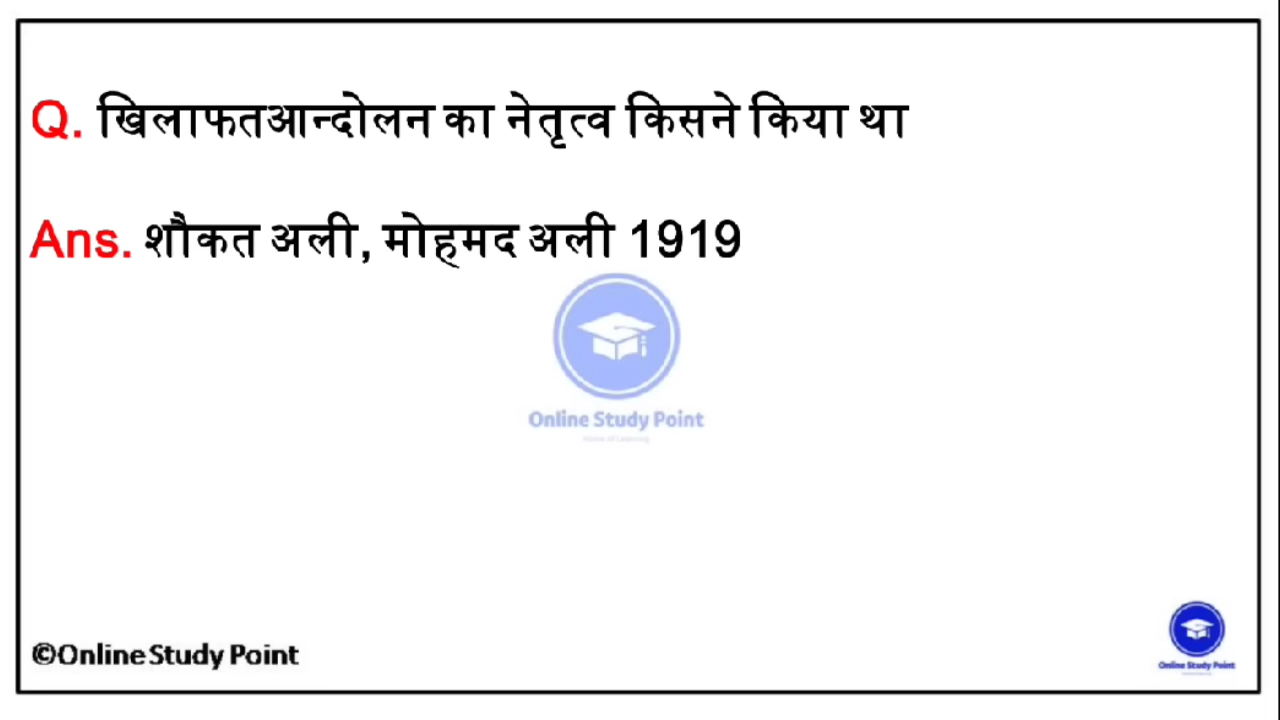 Q. खिलाफतआन्दोलन का नेतृत्व किसने किया था
Ans. शौकत अली, मोहमद अली 1919
Online Study Point
©Online Study Point
Online Study Point